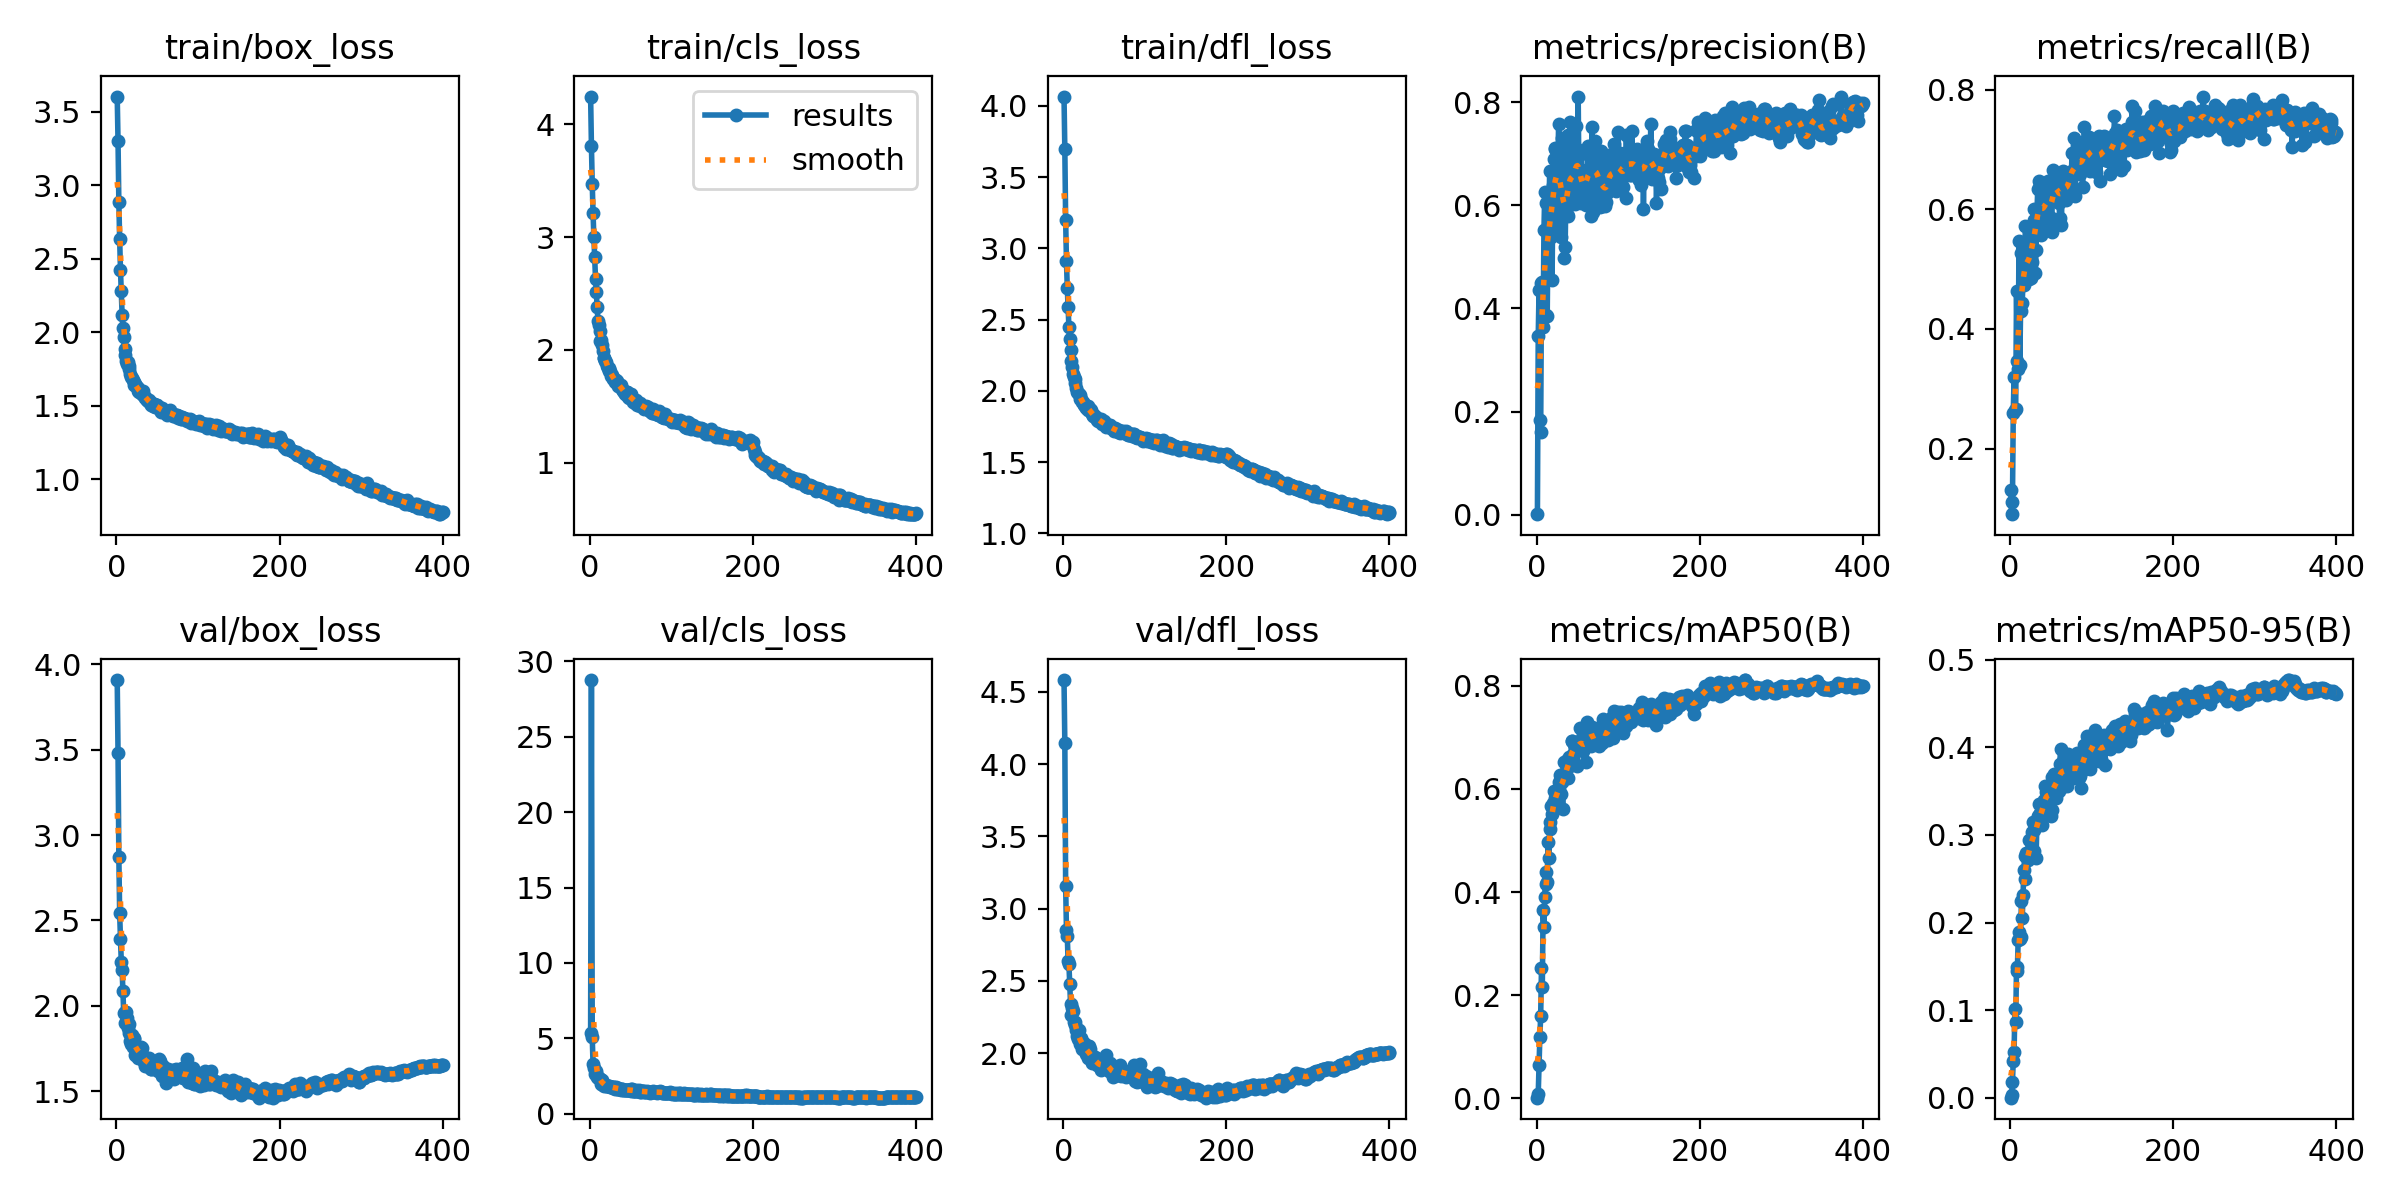 train/box_loss
3.5
3.0
2.5
2.0
1.5
1.0
0 200 400
train/cls_loss
results
smooth
4
3
2
1
0 200 400
train/dfl_loss
4.0
3.5
3.0
2.5
2.0
1.5
1.0
0 200 400
metrics/precision(B)
0.8
0.6
0.4
0.2
0.0
0 200 400
metrics/recall(B)
0.8
0.6
0.4
0.2
0 200 400
val/box_loss
4.0
3.5
3.0
2.5
2.0
1.5
0 200 400
val/cls_loss
30
25
20
15
10
5
0
0 200 400
val/dfl_loss
4.5
4.0
3.5
3.0
2.5
2.0
0 200 400
metrics/mAP50(B)
0.8
0.6
0.4
0.2
0.0
0 200 400
metrics/mAP50-95(B)
0.5
0.4
0.3
0.2
0.1
0.0
0 200 400